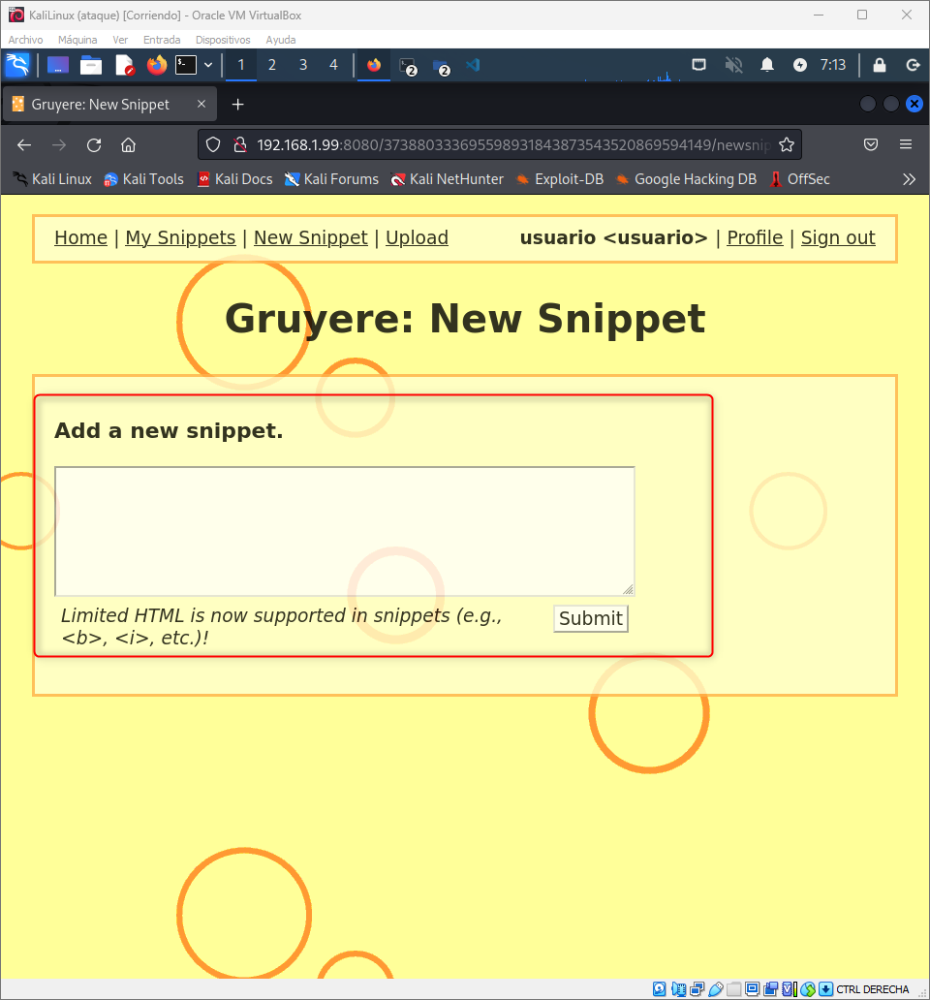 KaliLinux (ataque) [Corriendo] - Oracle VM VirtualBox
Archivo Máquina Ver Entrada Dispositivos Ayuda
1 2 3 4 2 2 7:13
Gruyere: New Snippet
192.168.1.99:8080/373880333695598931843873543520869594149/newsnip
Kali Linux Kali Tools Kali Docs Kali Forums Kali NetHunter Exploit-DB Google Hacking DB OffSec
Home | My Snippets | New Snippet | Upload usuario <usuario> | Profile | Sign out
Gruyere: New Snippet
Add a new snippet.
Limited HTML is now supported in snippets (e.g.,
<b>, <i>, etc.)!
Submit
CTRL DERECHA